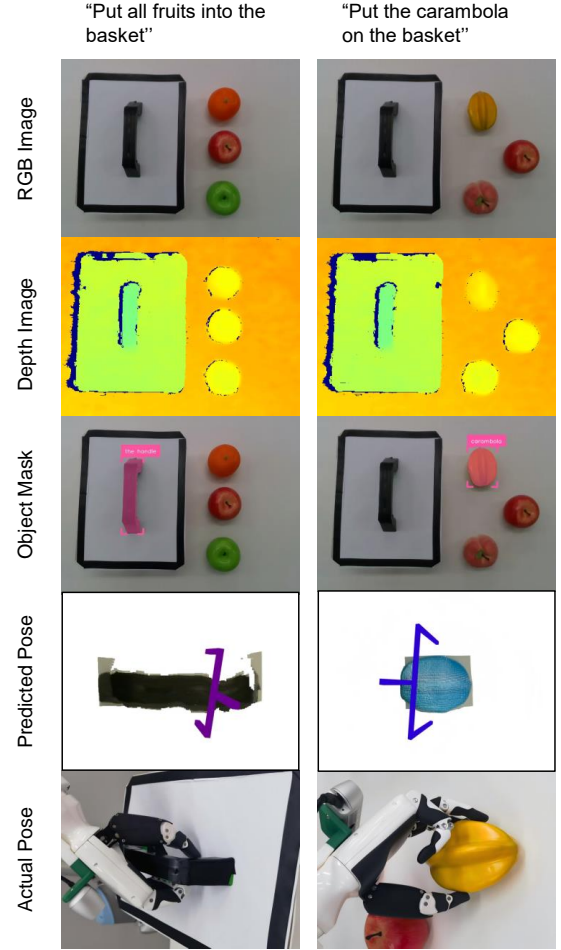 “Put all fruits into the
basket’’
“Put the carambola
on the basket’’
RGB Image
Depth Image
Object Mask
the handle
carambola
Predicted Pose
Actual Pose